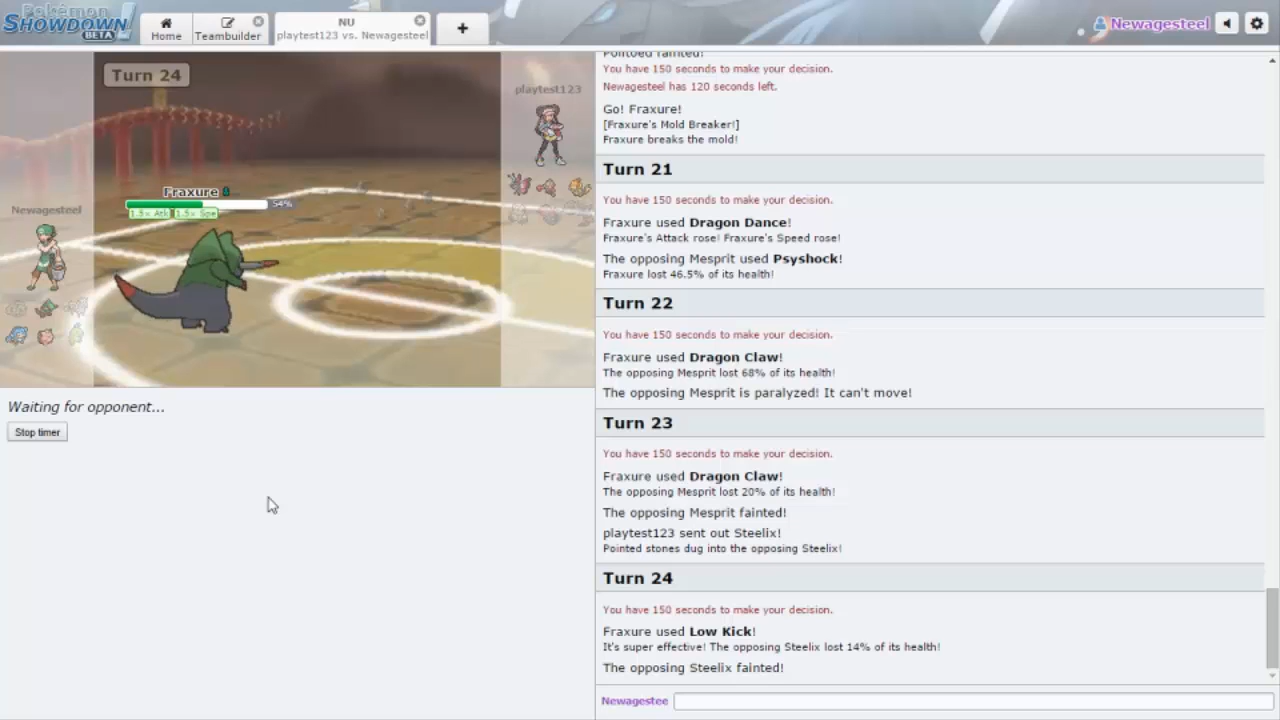 Pokémon
SHOWDOWN!
BETA
Home
Teambuilder
NU
playtest123 vs. Newagesteel
+
Newagesteel
Turn 24
playtest123
Newagesteel
Fraxure
54%
1.5× Atk 1.5× Spe
Waiting for opponent...
Stop timer
Politoed fainted!
You have 150 seconds to make your decision.
Newagesteel has 120 seconds left.
Go! Fraxure!
[Fraxure's Mold Breaker!]
Fraxure breaks the mold!
Turn 21
You have 150 seconds to make your decision.
Fraxure used Dragon Dance!
Fraxure's Attack rose! Fraxure's Speed rose!
The opposing Mesprit used Psyshock!
Fraxure lost 46.5% of its health!
Turn 22
You have 150 seconds to make your decision.
Fraxure used Dragon Claw!
The opposing Mesprit lost 68% of its health!
The opposing Mesprit is paralyzed! It can't move!
Turn 23
You have 150 seconds to make your decision.
Fraxure used Dragon Claw!
The opposing Mesprit lost 20% of its health!
The opposing Mesprit fainted!
playtest123 sent out Steelix!
Pointed stones dug into the opposing Steelix!
Turn 24
You have 150 seconds to make your decision.
Fraxure used Low Kick!
It's super effective! The opposing Steelix lost 14% of its health!
The opposing Steelix fainted!
Newagestee